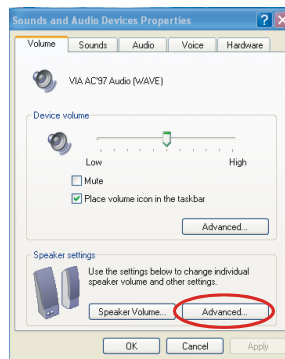 Sounds and Audio Devices Properties
Volume Sounds Audio Voice Hardware
VIA AC'97 Audio (WAVE)
Device volume
Low High
Mute
Place volume icon in the taskbar
Advanced...
Speaker settings
Use the settings below to change individual
speaker volume and other settings.
Speaker Volume... Advanced...
OK Cancel Apply